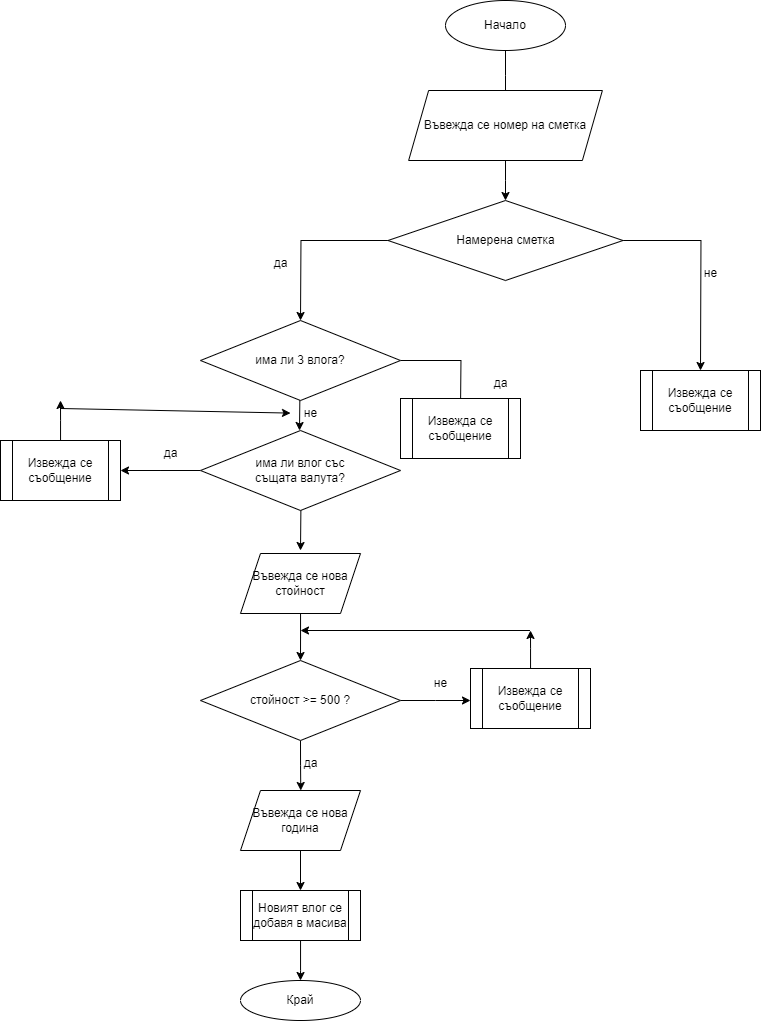 Начало
Въвежда се номер на сметка
Намерена сметка
да
не
има ли 3 влога?
да
Извежда се
съобщение
не
Извежда се
съобщение
да
има ли влог със
същата валута?
Извежда се
съобщение
Въвежда се нова
стойност
стойност >= 500 ?
не
Извежда се
съобщение
да
Въвежда се нова
година
Новият влог се
добавя в масива
Край